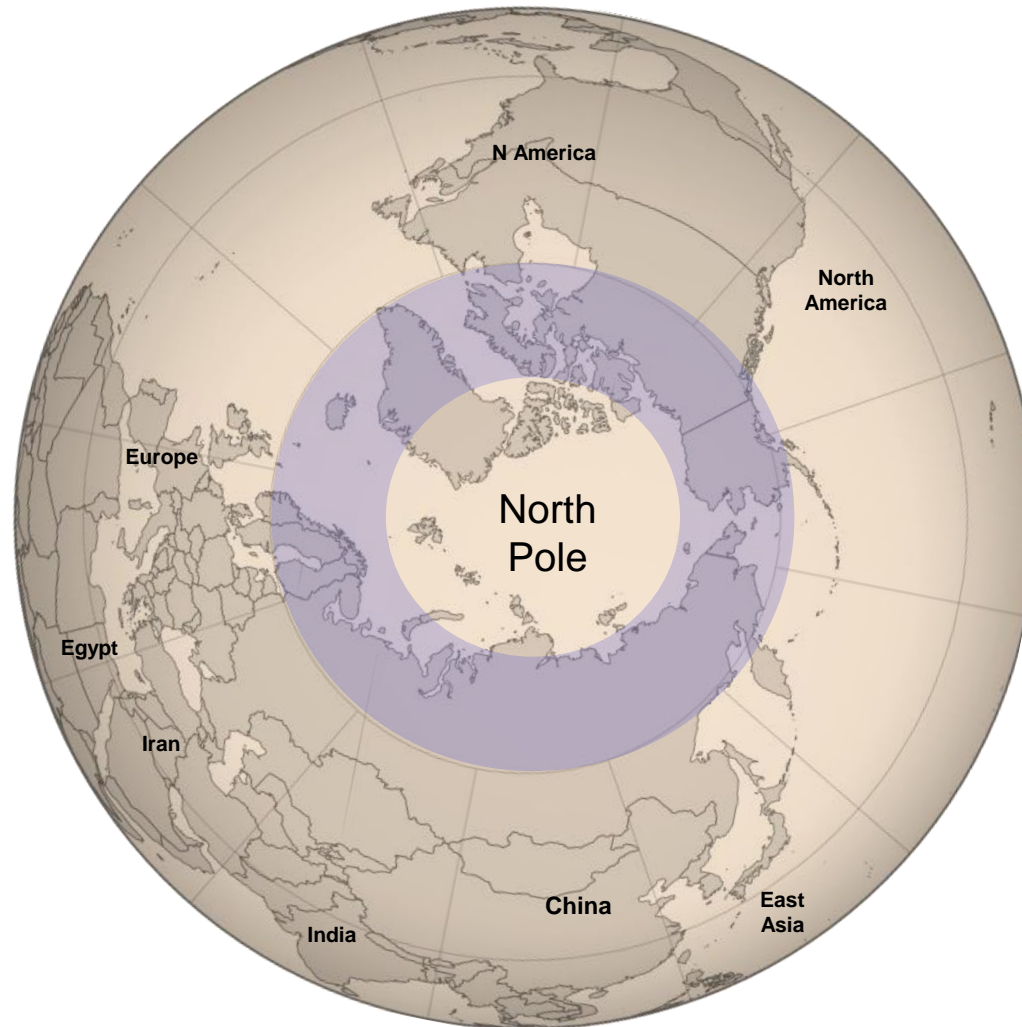 N America
North
America
Europe
North
Pole
Egypt
Iran
China
East
Asia
India